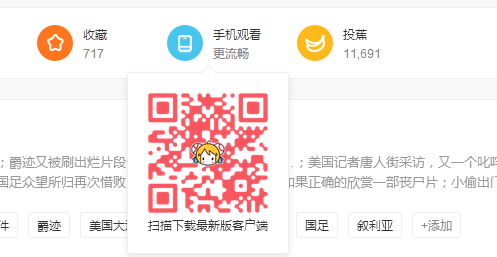 收藏
717
手机观看
更流畅
投蕉
11,691
扫描下载最新版客户端
；爵迹又被刷出烂片段
；美国记者唐人街采访，又一个叱
国足众望所归再次惜败
如果正确的欣赏一部丧尸片；小偷出门
件
爵迹
美国大
国足
叙利亚
+添加